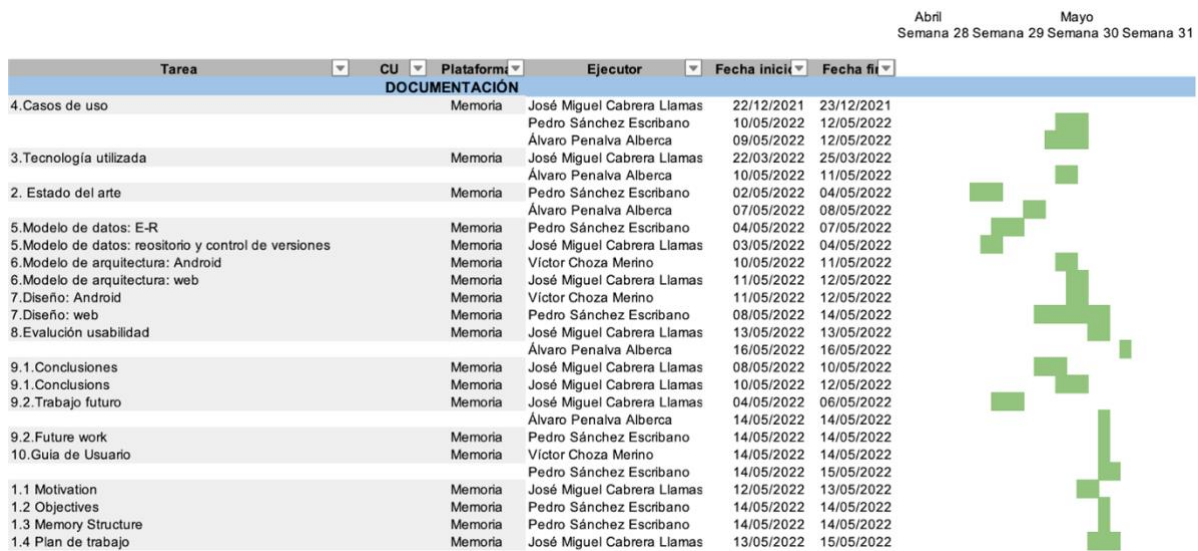 Abril Mayo
Semana 28 Semana 29 Semana 30 Semana 31
Tarea CU Plataforma Ejecutor Fecha inicio Fecha fin
DOCUMENTACIÓN
4.Casos de uso Memoria José Miguel Cabrera Llamas 22/12/2021 23/12/2021
Pedro Sánchez Escribano 10/05/2022 12/05/2022
Álvaro Penalva Alberca 09/05/2022 12/05/2022
3.Tecnología utilizada Memoria José Miguel Cabrera Llamas 22/03/2022 25/03/2022
Álvaro Penalva Alberca 10/05/2022 11/05/2022
2. Estado del arte Memoria Pedro Sánchez Escribano 02/05/2022 04/05/2022
Álvaro Penalva Alberca 07/05/2022 08/05/2022
5.Modelo de datos: E-R Memoria Pedro Sánchez Escribano 04/05/2022 07/05/2022
5.Modelo de datos: reositorio y control de versiones Memoria José Miguel Cabrera Llamas 03/05/2022 04/05/2022
6.Modelo de arquitectura: Android Memoria Víctor Choza Merino 10/05/2022 11/05/2022
6.Modelo de arquitectura: web Memoria José Miguel Cabrera Llamas 11/05/2022 12/05/2022
7.Diseño: Android Memoria Víctor Choza Merino 11/05/2022 12/05/2022
7.Diseño: web Memoria Pedro Sánchez Escribano 08/05/2022 14/05/2022
8.Evalución usabilidad Memoria José Miguel Cabrera Llamas 13/05/2022 13/05/2022
Álvaro Penalva Alberca 16/05/2022 16/05/2022
9.1.Conclusiones Memoria José Miguel Cabrera Llamas 08/05/2022 10/05/2022
9.1.Conclusions Memoria José Miguel Cabrera Llamas 10/05/2022 12/05/2022
9.2.Trabajo futuro Memoria José Miguel Cabrera Llamas 04/05/2022 06/05/2022
Álvaro Penalva Alberca 14/05/2022 14/05/2022
9.2.Future work Memoria Pedro Sánchez Escribano 14/05/2022 14/05/2022
10.Guia de Usuario Memoria Víctor Choza Merino 14/05/2022 14/05/2022
Pedro Sánchez Escribano 14/05/2022 15/05/2022
1.1 Motivation Memoria José Miguel Cabrera Llamas 12/05/2022 13/05/2022
1.2 Objectives Memoria Pedro Sánchez Escribano 14/05/2022 14/05/2022
1.3 Memory Structure Memoria Pedro Sánchez Escribano 14/05/2022 14/05/2022
1.4 Plan de trabajo Memoria José Miguel Cabrera Llamas 13/05/2022 15/05/2022